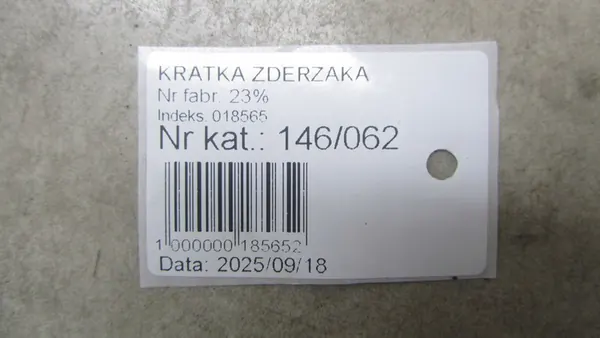 KRATKA ZDERZAKA
Nr fabr. 23%
Indeks. 018565
Nr kat.: 146/062
1 000000 185652
Data: 2025/09/18